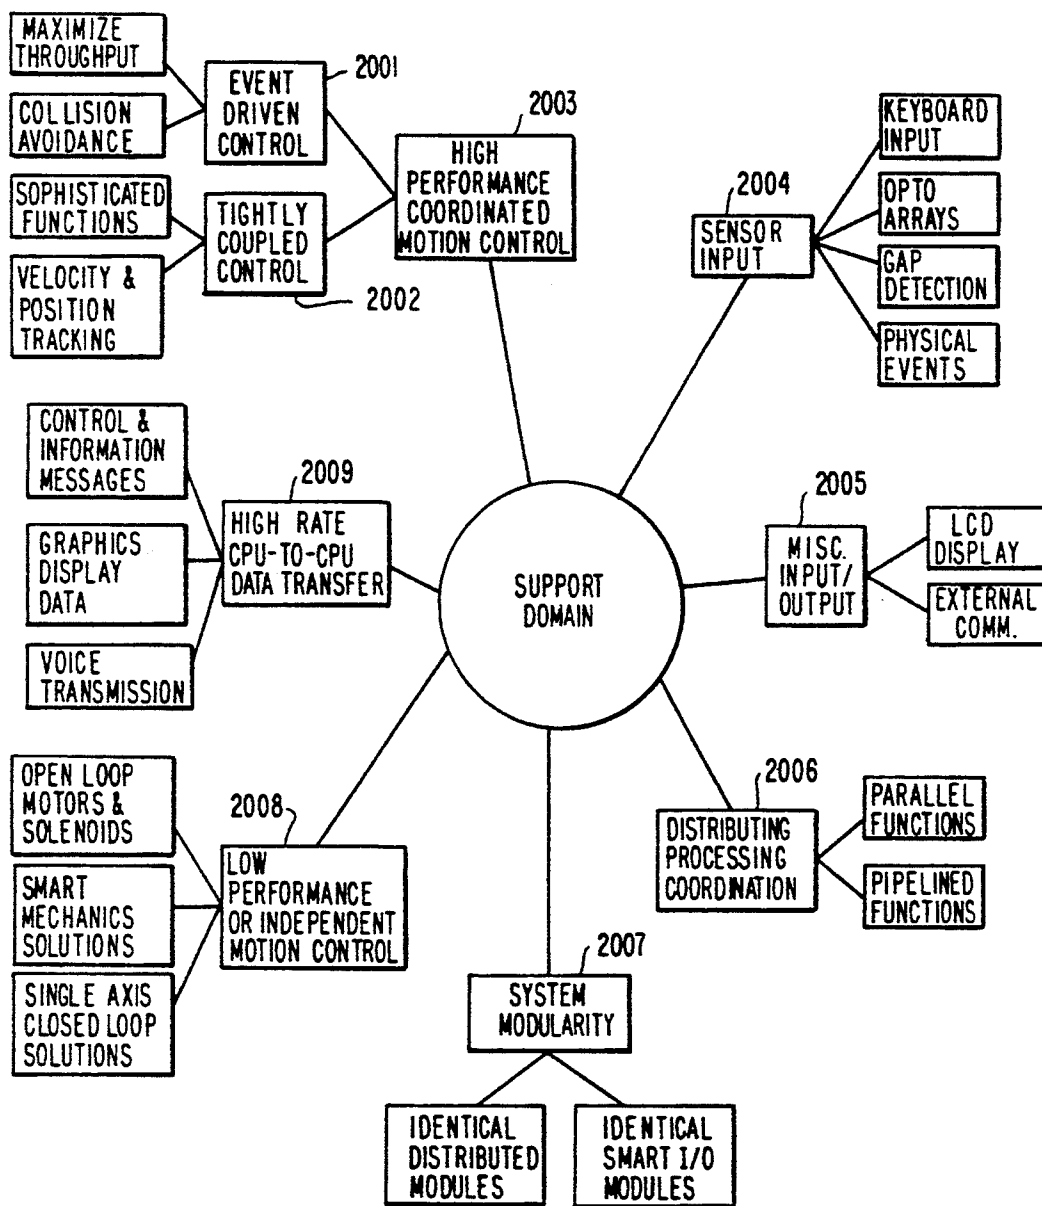 MAXIMIZE
THROUGHPUT
COLLISION
AVOIDANCE
SOPHISTICATED
FUNCTIONS
VELOCITY &
POSITION
TRACKING
EVENT
DRIVEN
CONTROL
2001
TIGHTLY
COUPLED
CONTROL
2002
2003
HIGH
PERFORMANCE
COORDINATED
MOTION CONTROL
2004
SENSOR
INPUT
KEYBOARD
INPUT
OPTO
ARRAYS
GAP
DETECTION
PHYSICAL
EVENTS
CONTROL &
INFORMATION
MESSAGES
GRAPHICS
DISPLAY
DATA
VOICE
TRANSMISSION
2009
HIGH RATE
CPU-TO-CPU
DATA TRANSFER
SUPPORT
DOMAIN
2005
MISC.
INPUT/
OUTPUT
LCD
DISPLAY
EXTERNAL
COMM.
OPEN LOOP
MOTORS &
SOLENOIDS
SMART
MECHANICS
SOLUTIONS
SINGLE AXIS
CLOSED LOOP
SOLUTIONS
2008
LOW
PERFORMANCE
OR INDEPENDENT
MOTION CONTROL
2006
DISTRIBUTING
PROCESSING
COORDINATION
PARALLEL
FUNCTIONS
PIPELINED
FUNCTIONS
2007
SYSTEM
MODULARITY
IDENTICAL
DISTRIBUTED
MODULES
IDENTICAL
SMART I/O
MODULES